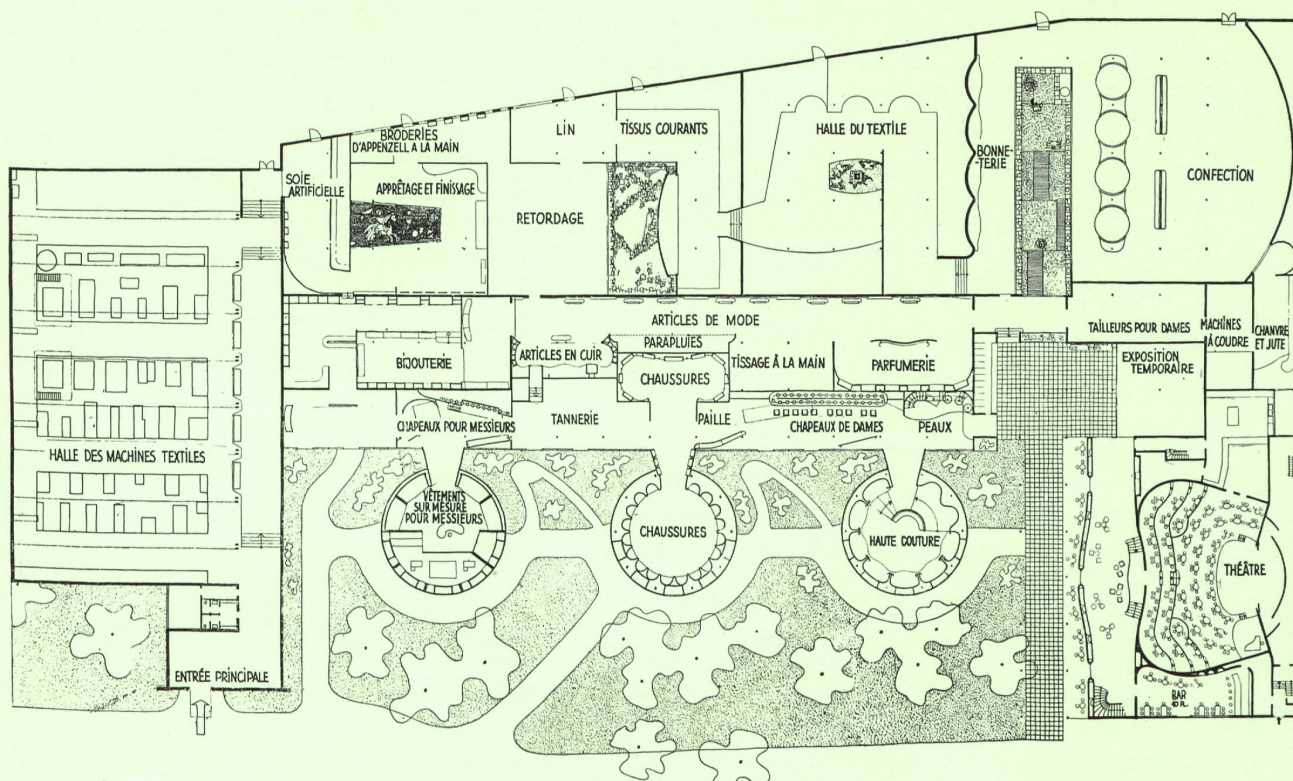 BRODERIES
D'APPENZELL A LA MAIN
LIN
TISSUS COURANTS
HALLE DU TEXTILE
BONNE-
TERIE
CONFECTION
SOIE
ARTIFICIELLE
APPRÊTAGE ET FINISSAGE
RETORDAGE
ARTICLES DE MODE
TAILLEURS POUR DAMES
MACHINES
À COUDRE
CHANVRE
ET JUTE
BIJOUTERIE
ARTICLES EN CUIR
PARAPLUIES
CHAUSSURES
TISSAGE À LA MAIN
PARFUMERIE
EXPOSITION
TEMPORAIRE
CHAPEAUX POUR MESSIEURS
TANNERIE
PAILLE
CHAPEAUX DE DAMES
PEAUX
HALLE DES MACHINES TEXTILES
VÊTEMENTS
SUR MESURE
POUR MESSIEURS
CHAUSSURES
HAUTE COUTURE
THÉÂTRE
ENTRÉE PRINCIPALE
BAR